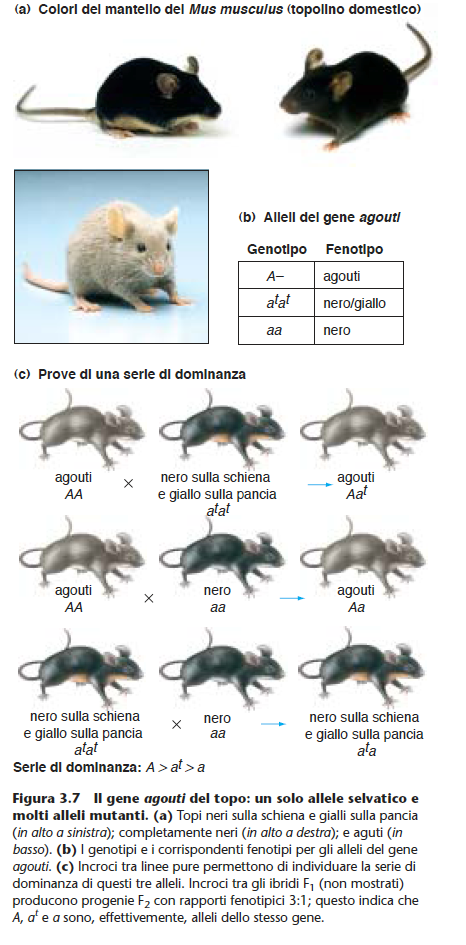 (a) Colori del mantello del Mus musculus (topolino domestico)
(b) Alleli del gene agouti
Genotipo Fenotipo
A– agouti
aᵗaᵗ nero/giallo
aa nero
(c) Prove di una serie di dominanza
agouti
AA
×
nero sulla schiena
e giallo sulla pancia
aᵗaᵗ
agouti
Aaᵗ
agouti
AA
×
nero
aa
agouti
Aa
nero sulla schiena
e giallo sulla pancia
aᵗaᵗ
×
nero
aa
nero sulla schiena
e giallo sulla pancia
aᵗa
Serie di dominanza: A > aᵗ > a
Figura 3.7 Il gene agouti del topo: un solo allele selvatico e
molti alleli mutanti. (a) Topi neri sulla schiena e gialli sulla pancia
(in alto a sinistra); completamente neri (in alto a destra); e aguti (in
basso). (b) I genotipi e i corrispondenti fenotipi per gli alleli del gene
agouti. (c) Incroci tra linee pure permettono di individuare la serie di
dominanza di questi tre alleli. Incroci tra gli ibridi F₁ (non mostrati)
producono progenie F₂ con rapporti fenotipici 3:1; questo indica che
A, aᵗ e a sono, effettivamente, alleli dello stesso gene.